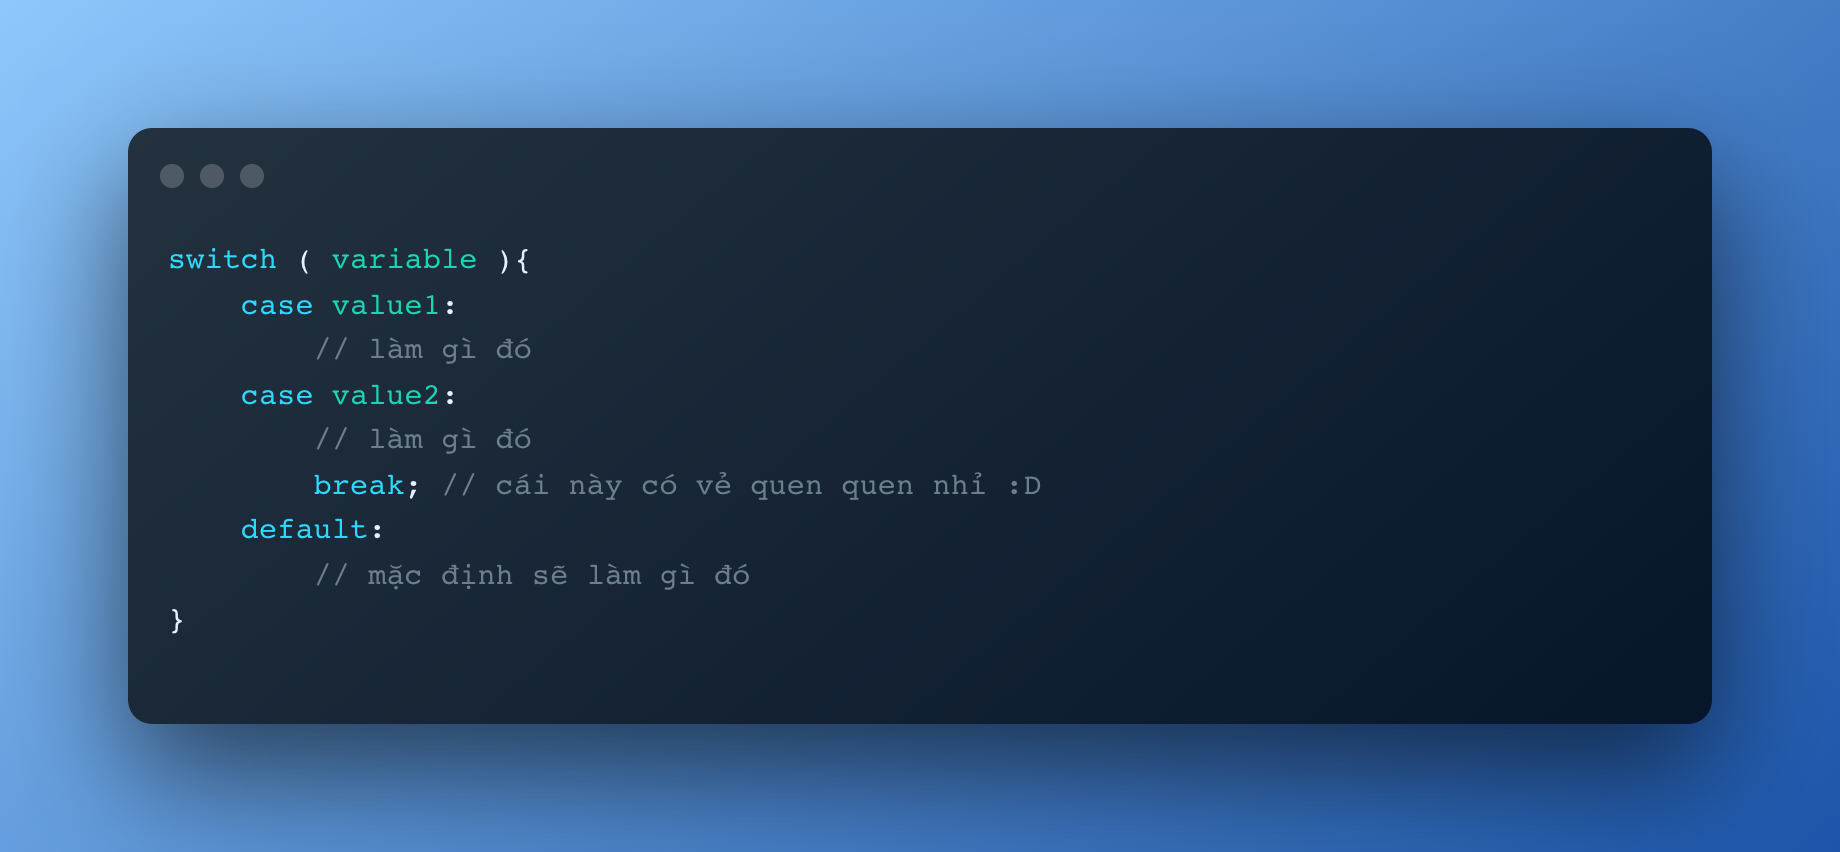 switch ( variable ){
    case value1:
        // làm gì đó
    case value2:
        // làm gì đó
        break; // cái này có vẻ quen quen nhỉ :D
    default:
        // mặc định sẽ làm gì đó
}